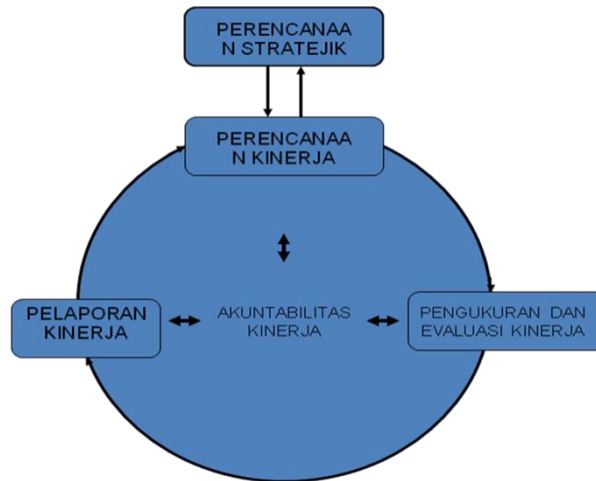 PERENCANAA
N STRATEJIK
PERENCANAA
N KINERJA
PELAPORAN
KINERJA
AKUNTABILITAS
KINERJA
PENGUKURAN DAN
EVALUASI KINERJA